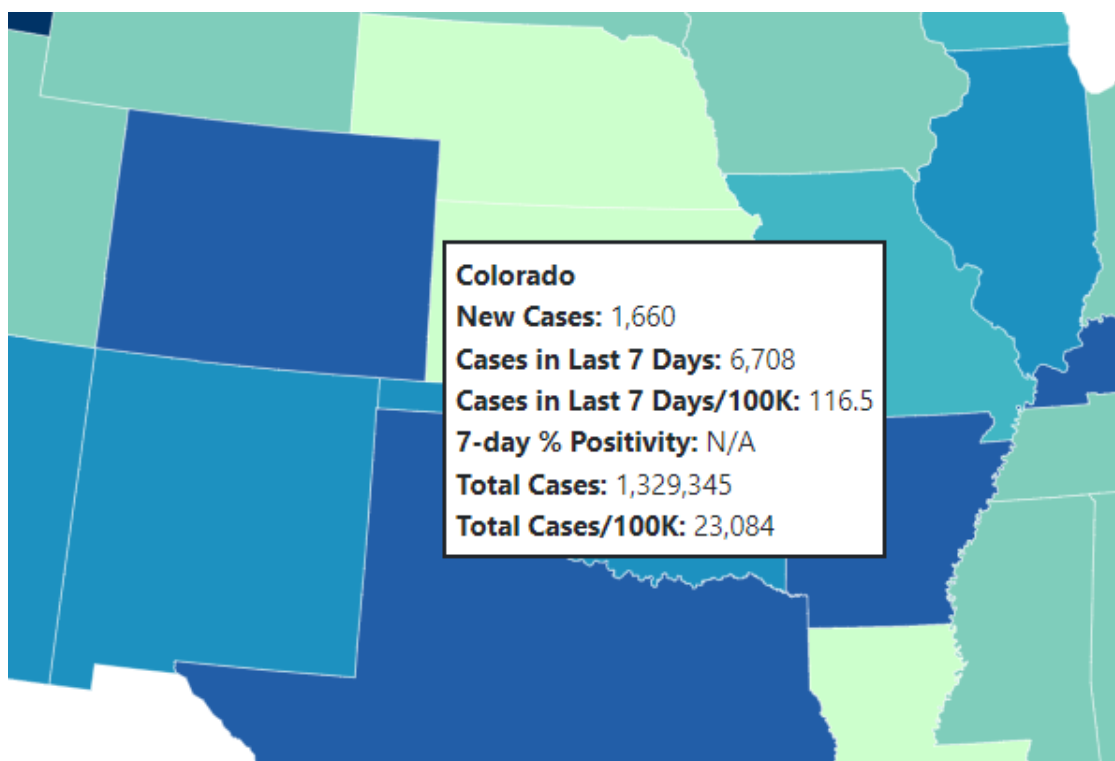 Colorado
New Cases: 1,660
Cases in Last 7 Days: 6,708
Cases in Last 7 Days/100K: 116.5
7-day % Positivity: N/A
Total Cases: 1,329,345
Total Cases/100K: 23,084